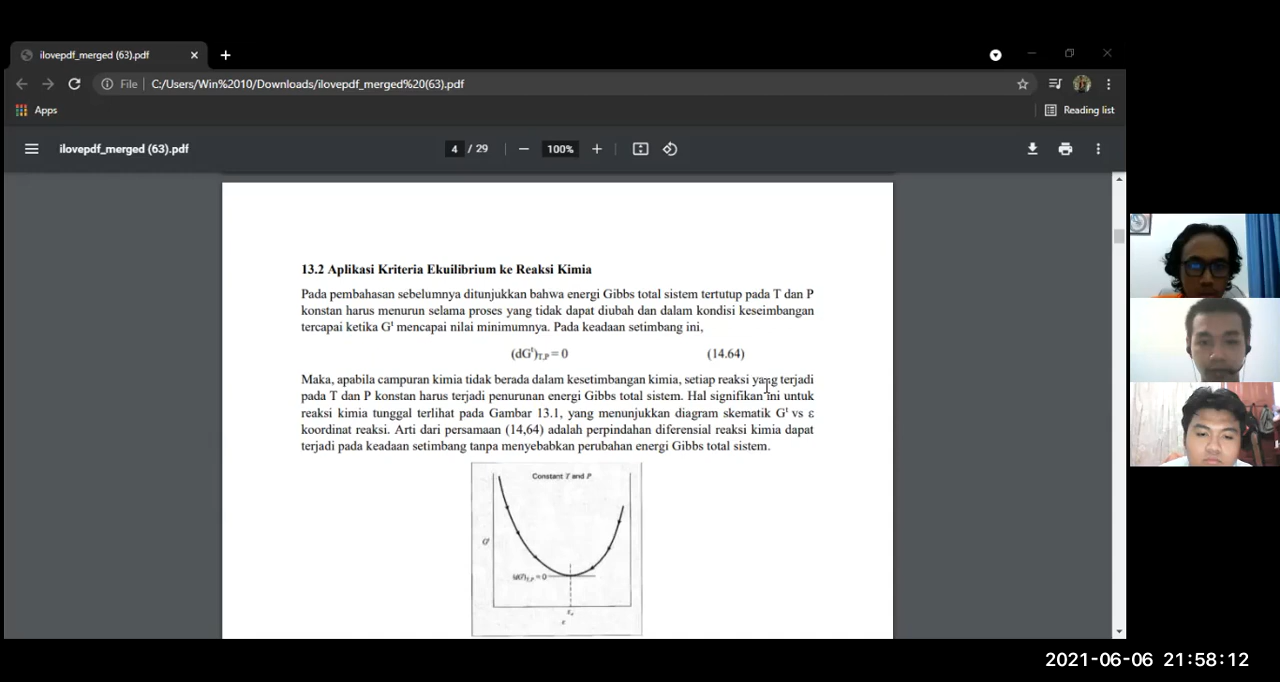 ilovepdf_merged (63).pdf
File C:/Users/Win%2010/Downloads/ilovepdf_merged%20(63).pdf
Apps
Reading list
ilovepdf_merged (63).pdf 4 / 29 100%
13.2 Aplikasi Kriteria Ekuilibrium ke Reaksi Kimia
Pada pembahasan sebelumnya ditunjukkan bahwa energi Gibbs total sistem tertutup pada T dan P
konstan harus menurun selama proses yang tidak dapat diubah dan dalam kondisi keseimbangan
tercapai ketika Gᵗ mencapai nilai minimumnya. Pada keadaan setimbang ini,
(dGᵗ)T,P = 0 (14.64)
Maka, apabila campuran kimia tidak berada dalam kesetimbangan kimia, setiap reaksi yang terjadi
pada T dan P konstan harus terjadi penurunan energi Gibbs total sistem. Hal signifikan ini untuk
reaksi kimia tunggal terlihat pada Gambar 13.1, yang menunjukkan diagram skematik Gᵗ vs ε
koordinat reaksi. Arti dari persamaan (14,64) adalah perpindahan diferensial reaksi kimia dapat
terjadi pada keadaan setimbang tanpa menyebabkan perubahan energi Gibbs total sistem.
Constant T and P
Gᵗ
(dGᵗ)T,P = 0
εₑ
ε
2021-06-06 21:58:12